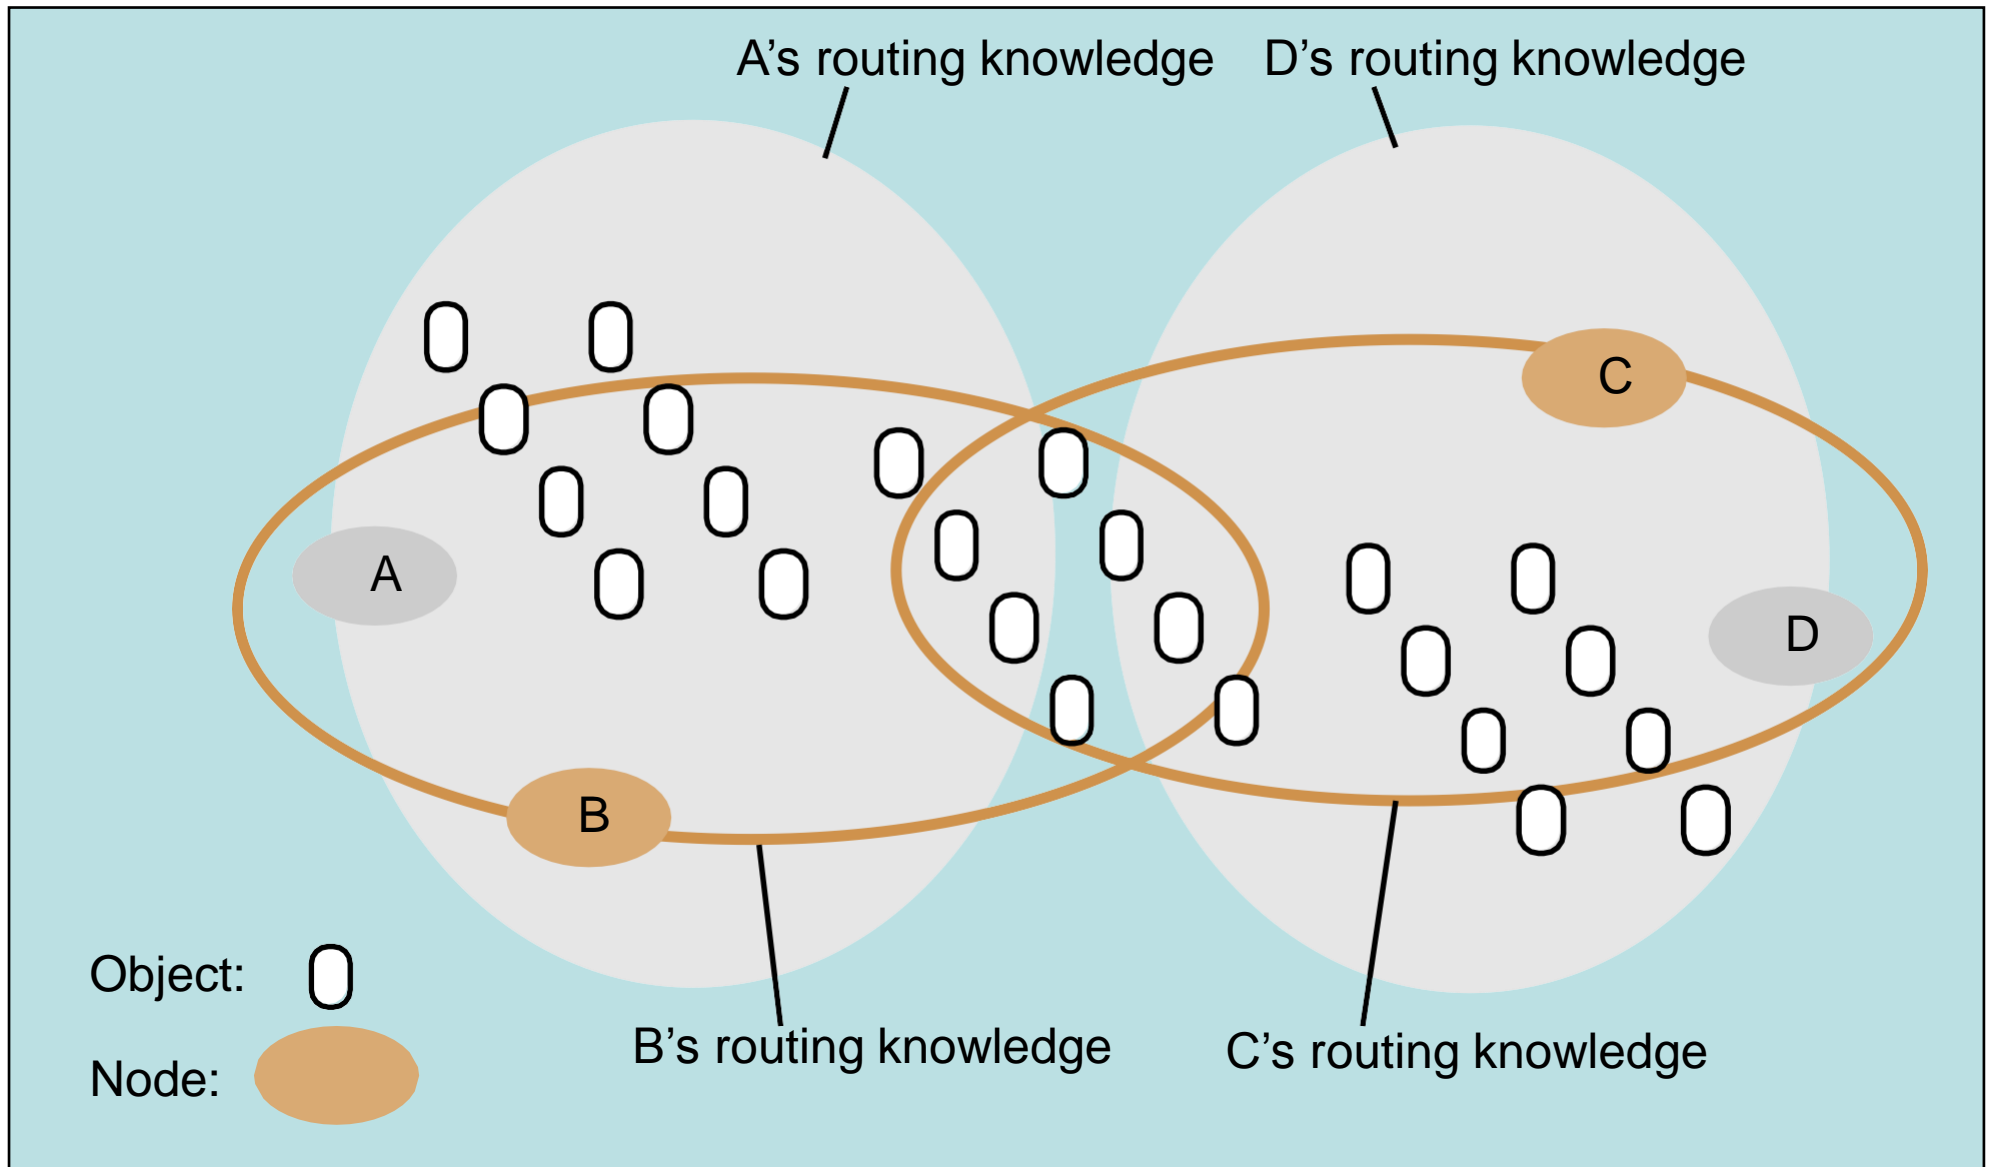 A’s routing knowledge
D’s routing knowledge
C
A
D
B
Object:
B’s routing knowledge
C’s routing knowledge
Node: